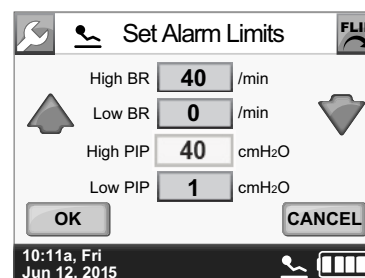 Set Alarm Limits
High BR 40 /min
Low BR 0 /min
High PIP 40 cmH2O
Low PIP 1 cmH2O
OK CANCEL
10:11a, Fri
Jun 12, 2015